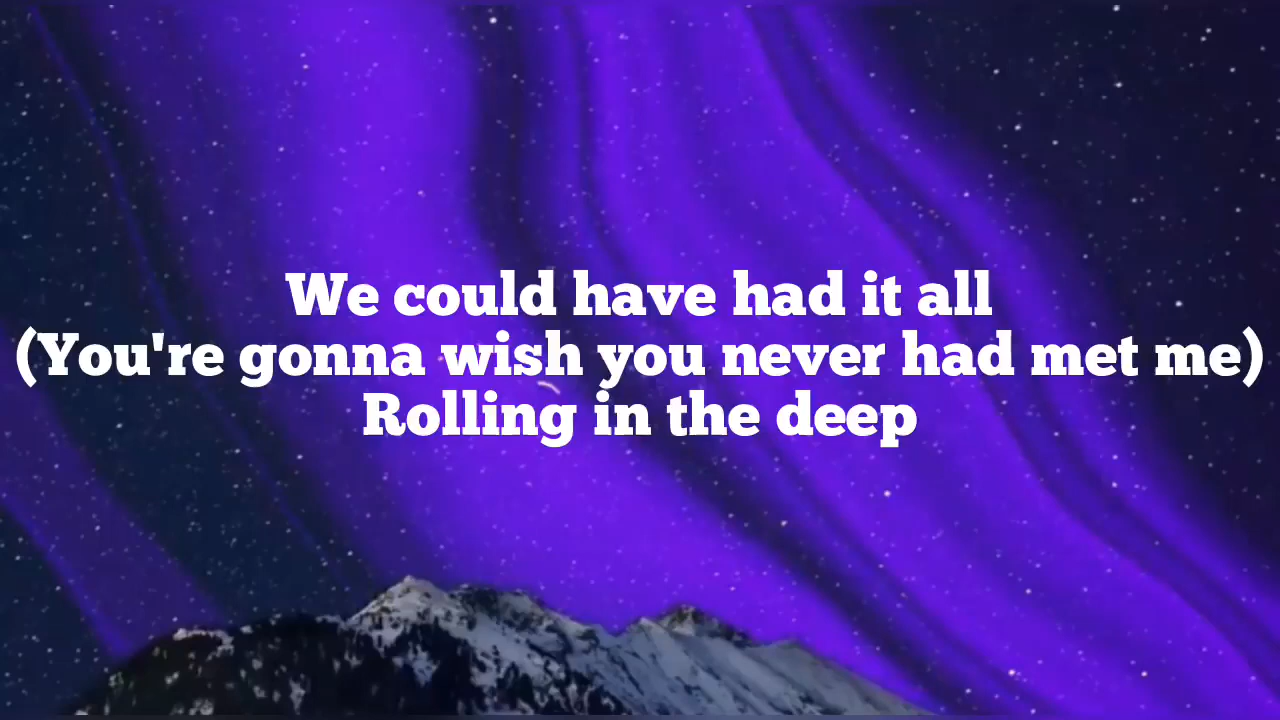 We could have had it all
(You're gonna wish you never had met me)
Rolling in the deep